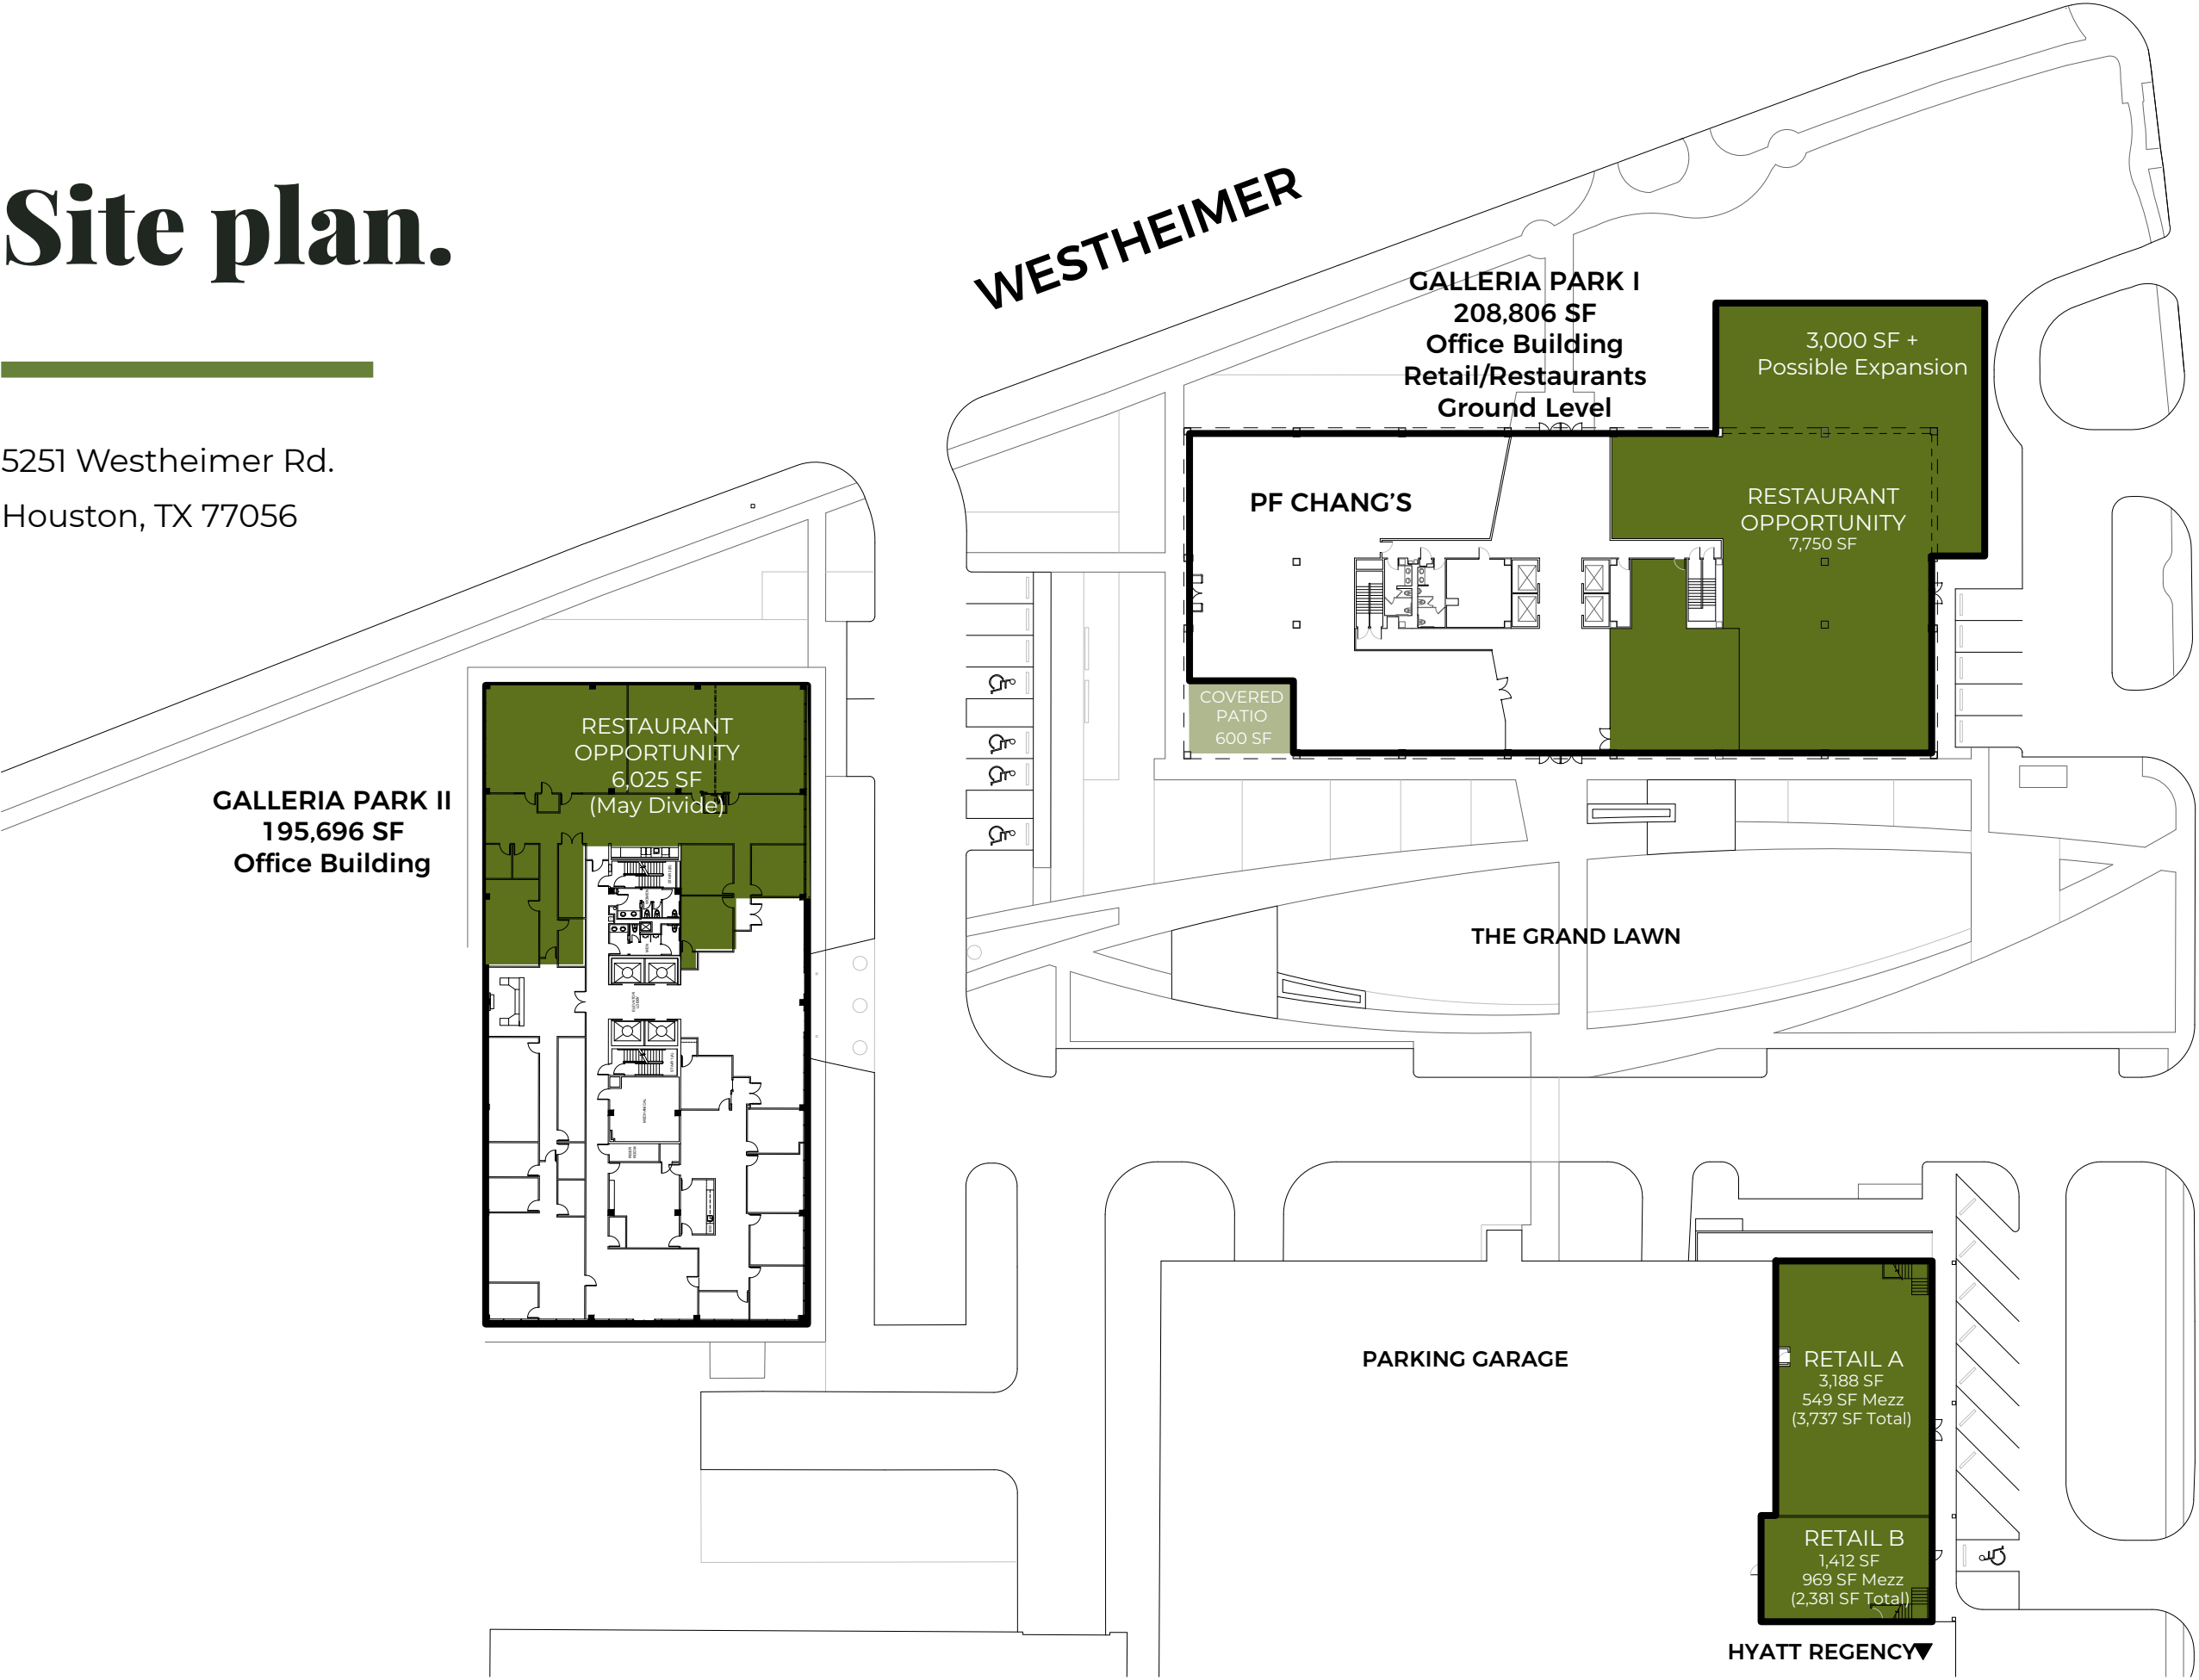 Site plan.
5251 Westheimer Rd.
Houston, TX 77056
WESTHEIMER
GALLERIA PARK I
208,806 SF
Office Building
Retail/Restaurants
Ground Level
3,000 SF +
Possible Expansion
PF CHANG’S
RESTAURANT
OPPORTUNITY
7,750 SF
COVERED
PATIO
600 SF
RESTAURANT
OPPORTUNITY
6,025 SF
(May Divide)
GALLERIA PARK II
195,696 SF
Office Building
ELEVATOR
LOBBY
MECHANICAL
THE GRAND LAWN
PARKING GARAGE
RETAIL A
3,188 SF
549 SF Mezz
(3,737 SF Total)
RETAIL B
1,412 SF
969 SF Mezz
(2,381 SF Total)
HYATT REGENCY